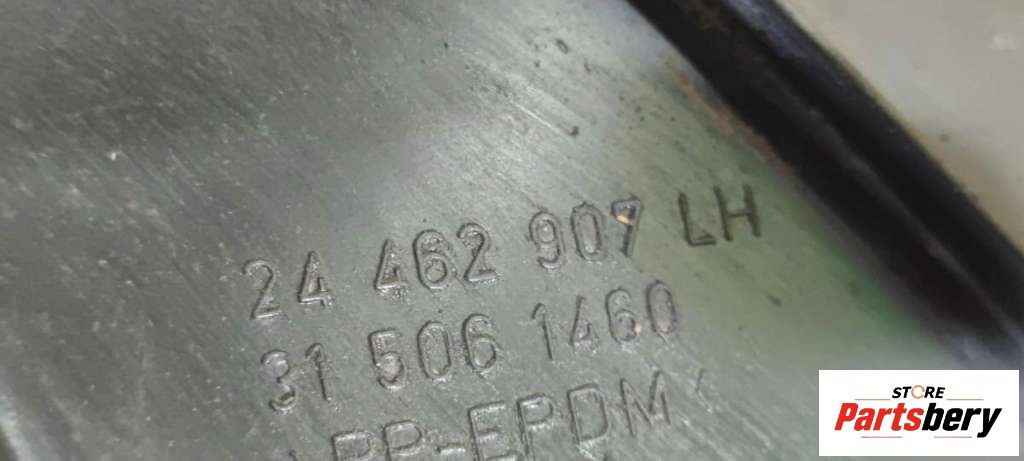 24 462 907 LH
31 506 1460
PP-EPDM
STORE
Partsbery